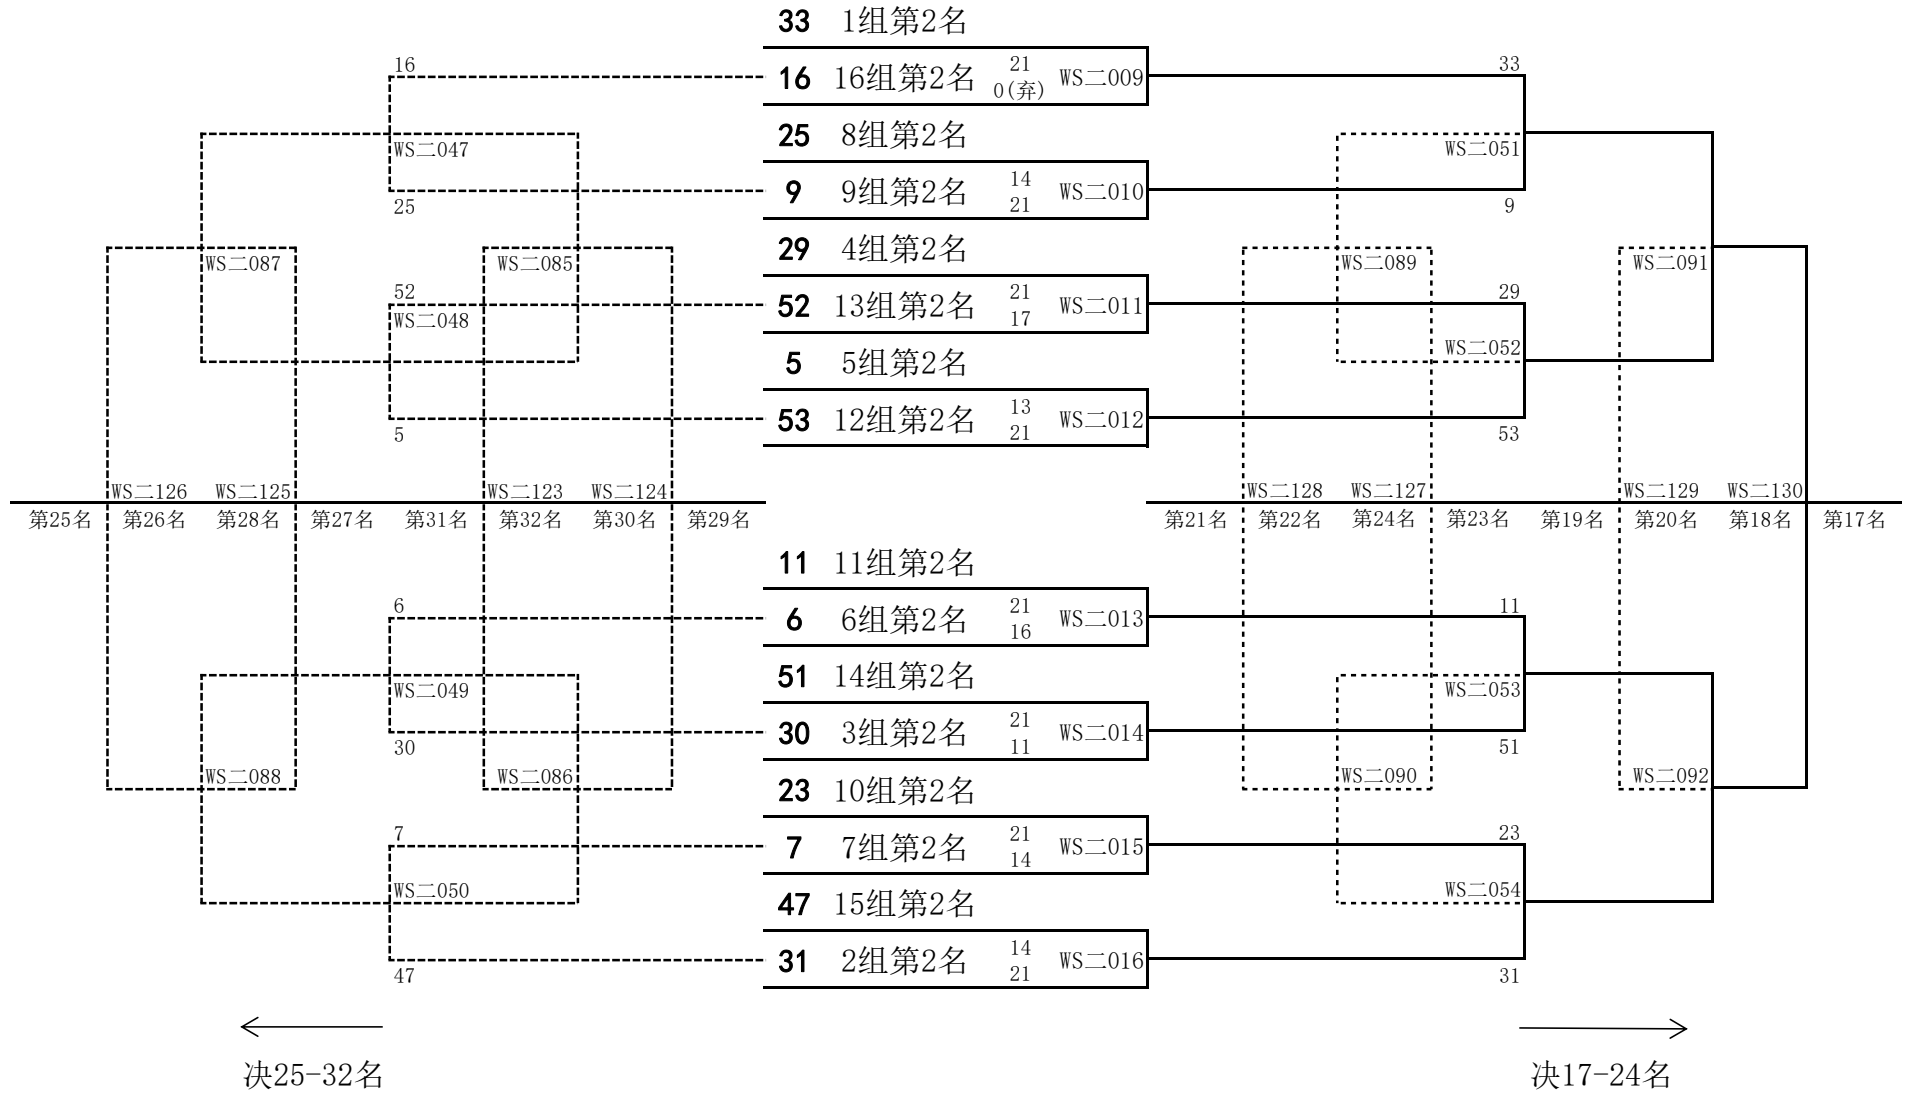 33 1组第2名
16 33
16 16组第2名 21 WS二009
0(弃)
25 8组第2名
WS二047 WS二051
9 9组第2名 14 WS二010
25 21 9
29 4组第2名
WS二087 WS二085 WS二089 WS二091
52 29
52 13组第2名 21 WS二011
WS二048 17
5 5组第2名 WS二052
53 12组第2名 13 WS二012
5 21 53
WS二126 WS二125 WS二123 WS二124 WS二128 WS二127 WS二129 WS二130
第25名 第26名 第28名 第27名 第31名 第32名 第30名 第29名 第21名 第22名 第24名 第23名 第19名 第20名 第18名 第17名
11 11组第2名
6 11
6 6组第2名 21 WS二013
16
51 14组第2名
WS二049 WS二053
30 3组第2名 21 WS二014
30 11 51
WS二088 WS二086 WS二090 WS二092
23 10组第2名
7 23
7 7组第2名 21 WS二015
14
47 15组第2名
WS二050 WS二054
31 2组第2名 14 WS二016
47 21 31
决25-32名 决17-24名